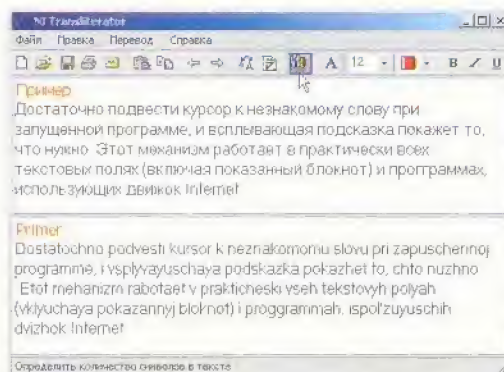 NJ Transliterator
Файл Правка Перевод Справка
A 12 B / U
Пример
Достаточно подвести курсор к незнакомому слову при
запущенной программе, и всплывающая подсказка покажет то,
что нужно Этот механизм работает в практически всех
текстовых полях (включая показанный блокнот) и прогграммах,
использующих движок Internet
Primer
Dostatochno podvesti kursor k neznakomomu slovu pri zapuschennoj
programme, i vsplyvayuschaya podskazka pokazhet to, chto nuzhno
Etot mehanizm rabotaet v prakticheski vseh tekstovyh polyah
(vklyuchaya pokazannyj bloknot) i proggrammah, ispol'zuyuschih
dvizhok Internet
Определить количество символов в тексте